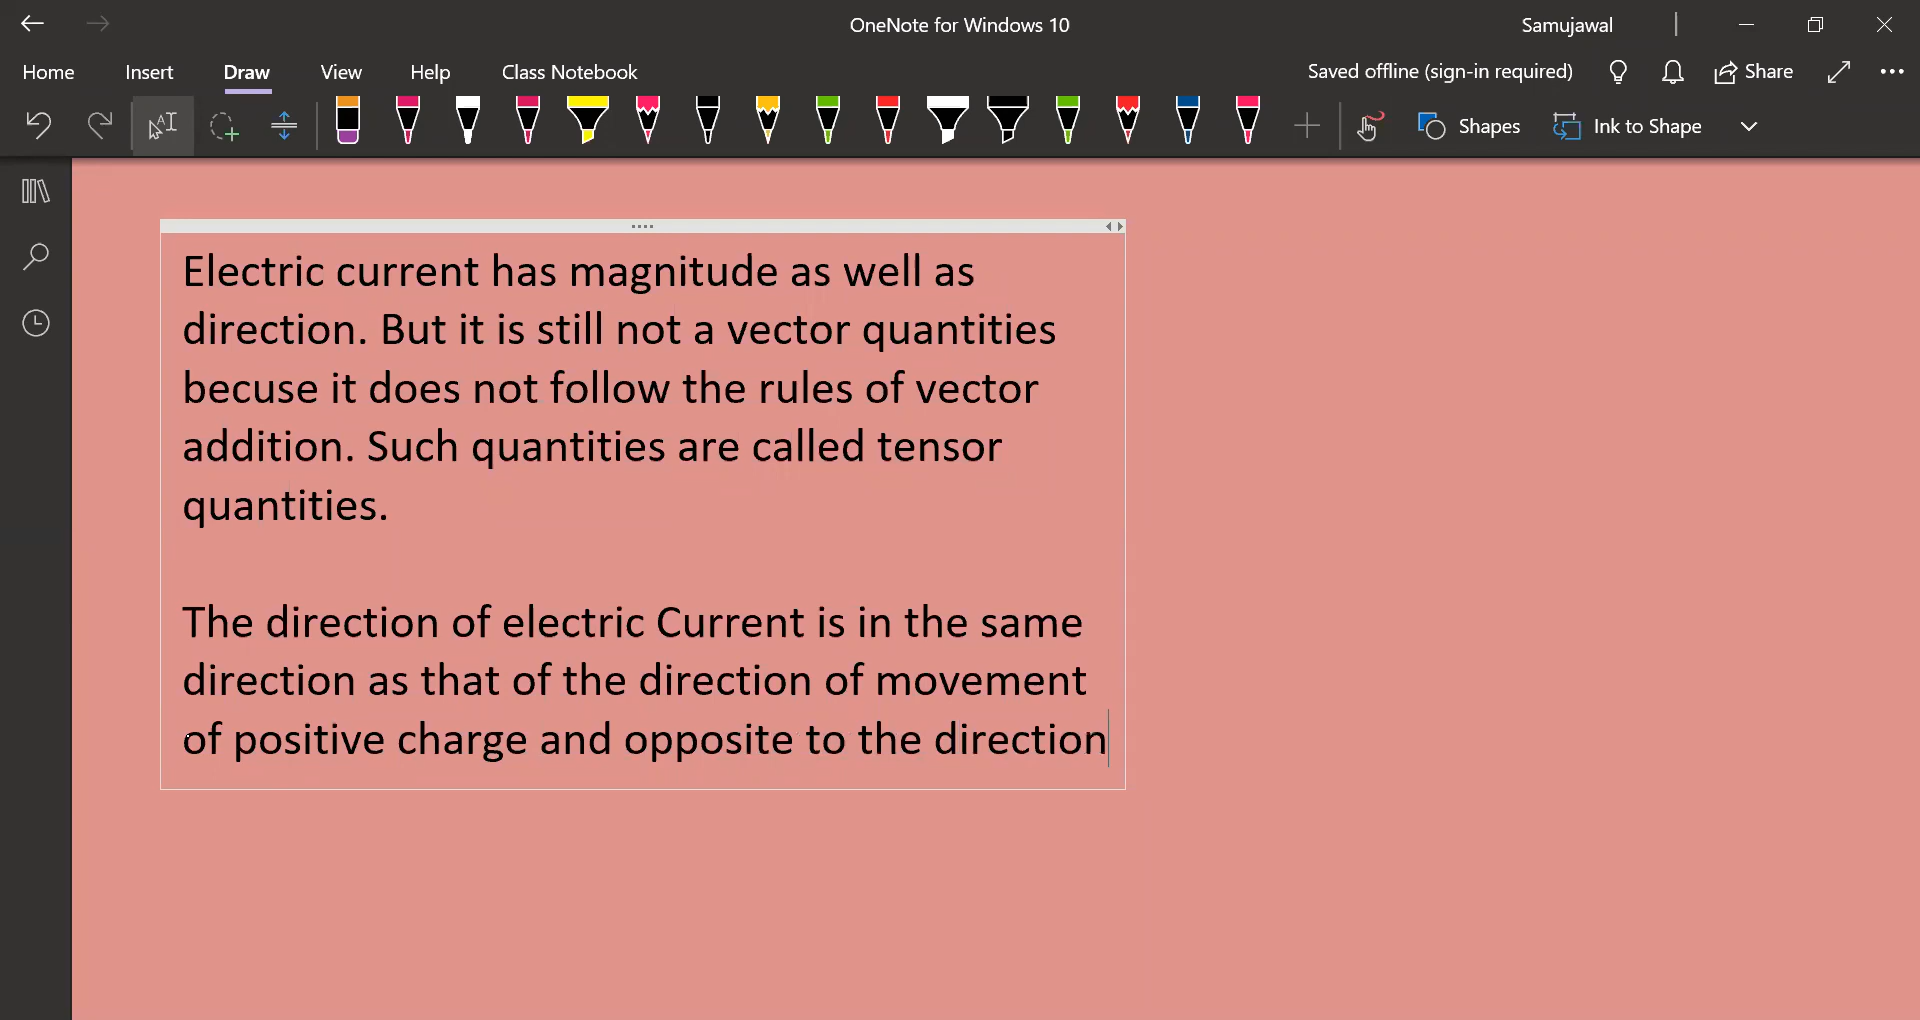 OneNote for Windows 10
Samujawal
Home Insert Draw View Help Class Notebook
Saved offline (sign-in required) Share
Shapes Ink to Shape
Electric current has magnitude as well as
direction. But it is still not a vector quantities
becuse it does not follow the rules of vector
addition. Such quantities are called tensor
quantities.
The direction of electric Current is in the same
direction as that of the direction of movement
of positive charge and opposite to the direction